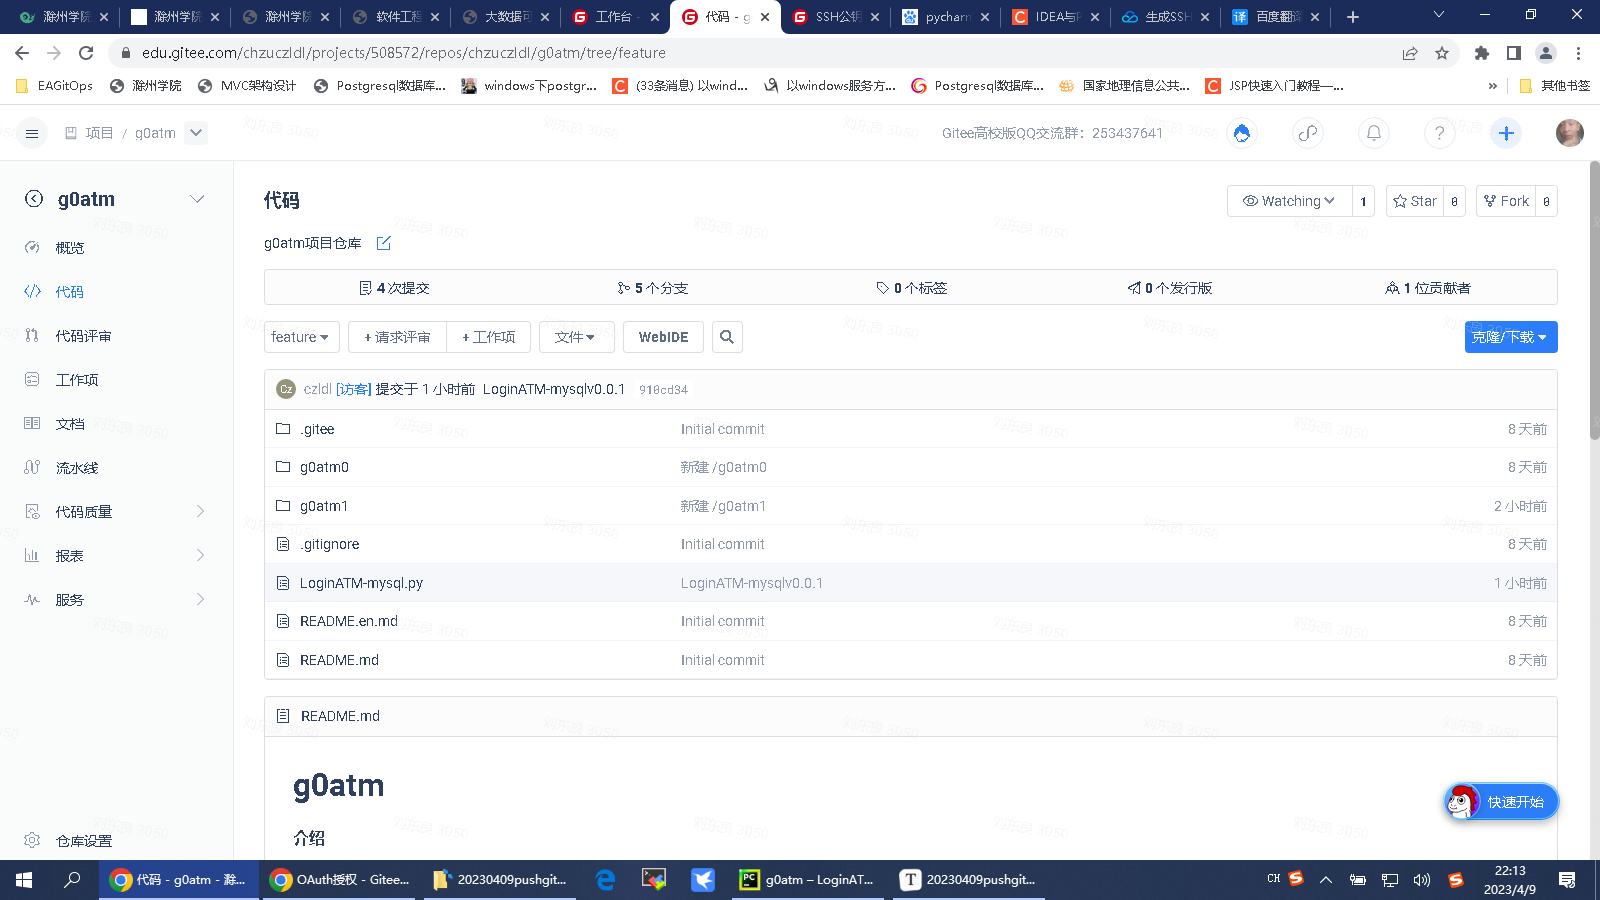 滁州学院
滁州学院
滁州学院
软件工程
大数据可
工作台 -
代码 - g
SSH公钥
pycharm
IDEA与P
生成SSH
百度翻译
edu.gitee.com/chzuczldl/projects/508572/repos/chzuczldl/g0atm/tree/feature
EAGitOps
滁州学院
MVC架构设计
Postgresql数据库...
windows下postgr...
(33条消息) 以wind...
以windows服务方...
Postgresql数据库...
国家地理信息公共...
JSP快速入门教程—...
»
其他书签
项目 / g0atm
Gitee高校版QQ交流群：253437641
g0atm
概览
代码
代码评审
工作项
文档
流水线
代码质量
报表
服务
仓库设置
代码
Watching 1
Star 0
Fork 0
g0atm项目仓库
4 次提交
5 个分支
0 个标签
0 个发行版
1 位贡献者
feature
+ 请求评审
+ 工作项
文件
WebIDE
克隆/下载
Cz czldl [访客] 提交于 1 小时前 LoginATM-mysqlv0.0.1 910cd34
.gitee Initial commit 8 天前
g0atm0 新建 /g0atm0 8 天前
g0atm1 新建 /g0atm1 2 小时前
.gitignore Initial commit 8 天前
LoginATM-mysql.py LoginATM-mysqlv0.0.1 1 小时前
README.en.md Initial commit 8 天前
README.md Initial commit 8 天前
README.md
g0atm
介绍
快速开始
代码 - g0atm - 滁...
OAuth授权 - Gitee...
20230409pushgit...
g0atm – LoginAT...
20230409pushgit...
CH
22:13
2023/4/9